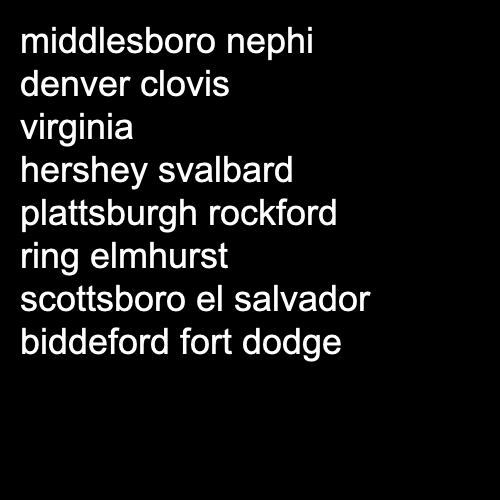 middlesboro nephi
denver clovis
virginia
hershey svalbard
plattsburgh rockford
ring elmhurst
scottsboro el salvador
biddeford fort dodge